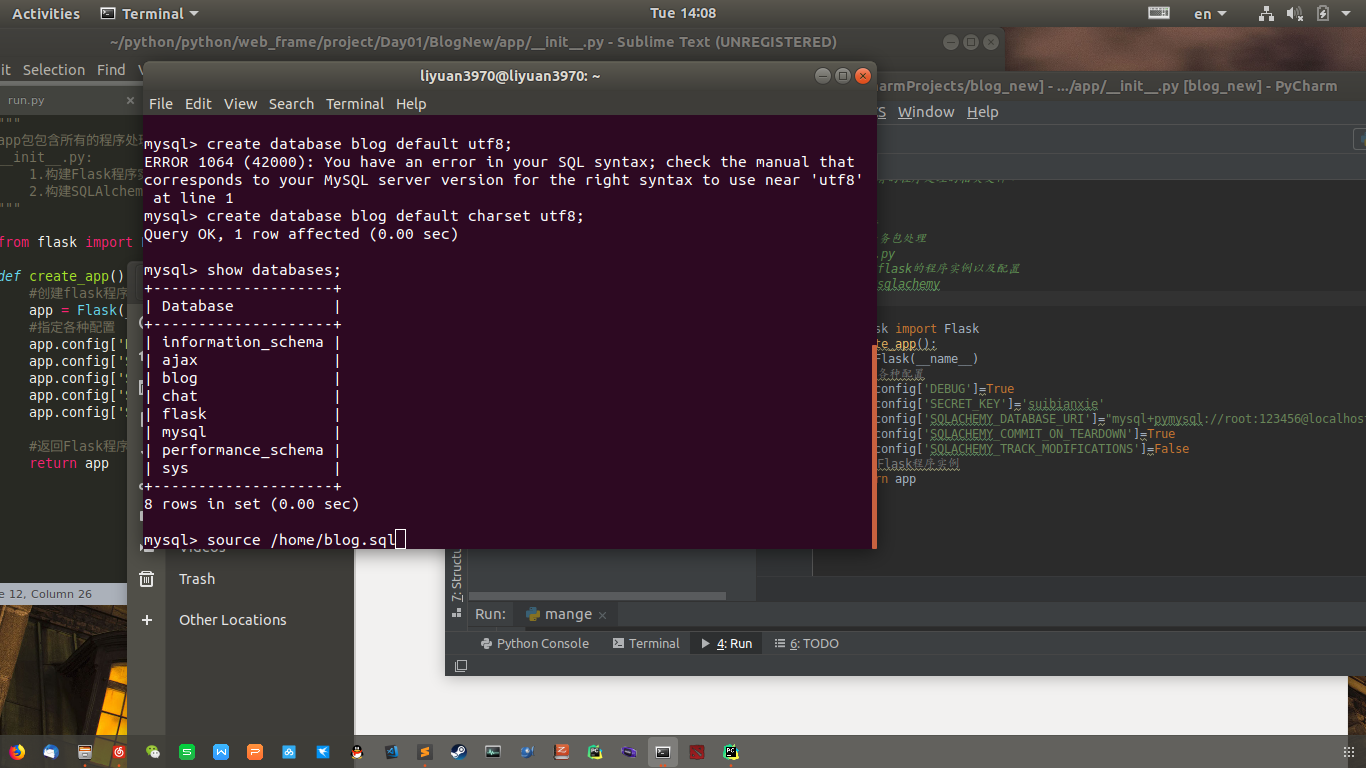 Activities
Terminal
Tue 14:08
en
~/python/python/web_frame/project/Day01/BlogNew/app/__init__.py - Sublime Text (UNREGISTERED)
it Selection Find
run.py
"""
app包包含所有的程序处理
__init__.py:
1.构建Flask程序
2.构建SQLAlchem
"""
from flask import
def create_app()
#创建flask程序
app = Flask(
#指定各种配置
app.config['
app.config['
app.config['
app.config['
app.config['
#返回Flask程序
return app
12, Column 26
liyuan3970@liyuan3970: ~
File Edit View Search Terminal Help
mysql> create database blog default utf8;
ERROR 1064 (42000): You have an error in your SQL syntax; check the manual that
corresponds to your MySQL server version for the right syntax to use near 'utf8'
at line 1
mysql> create database blog default charset utf8;
Query OK, 1 row affected (0.00 sec)
mysql> show databases;
+--------------------+
| Database |
+--------------------+
| information_schema |
| ajax |
| blog |
| chat |
| flask |
| mysql |
| performance_schema |
| sys |
+--------------------+
8 rows in set (0.00 sec)
mysql> source /home/blog.sql
Videos
Trash
Other Locations
armProjects/blog_new] - .../app/__init__.py [blog_new] - PyCharm
S Window Help
务包处理
.py
flask的程序实例以及配置
sqlachemy
sk import Flask
te_app():
Flask(__name__)
各种配置
config['DEBUG']=True
config['SECRET_KEY']='suibianxie'
config['SQLACHEMY_DATABASE_URI']="mysql+pymysql://root:123456@localhost
config['SQLACHEMY_COMMIT_ON_TEARDOWN']=True
config['SQLACHEMY_TRACK_MODIFICATIONS']=False
Flask程序实例
rn app
7: Structu
Run: mange
Python Console Terminal 4: Run 6: TODO